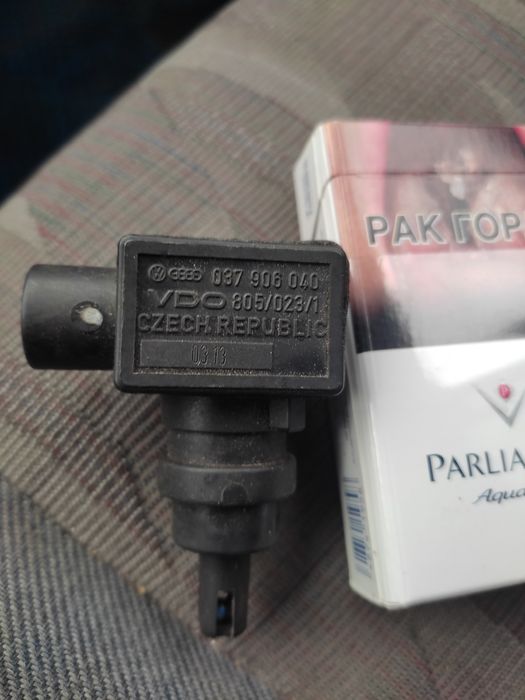 037 906 040
VDO 805/023/1
CZECH REPUBLIC
03 13
РАК ГОР
PARLIA
Aqua